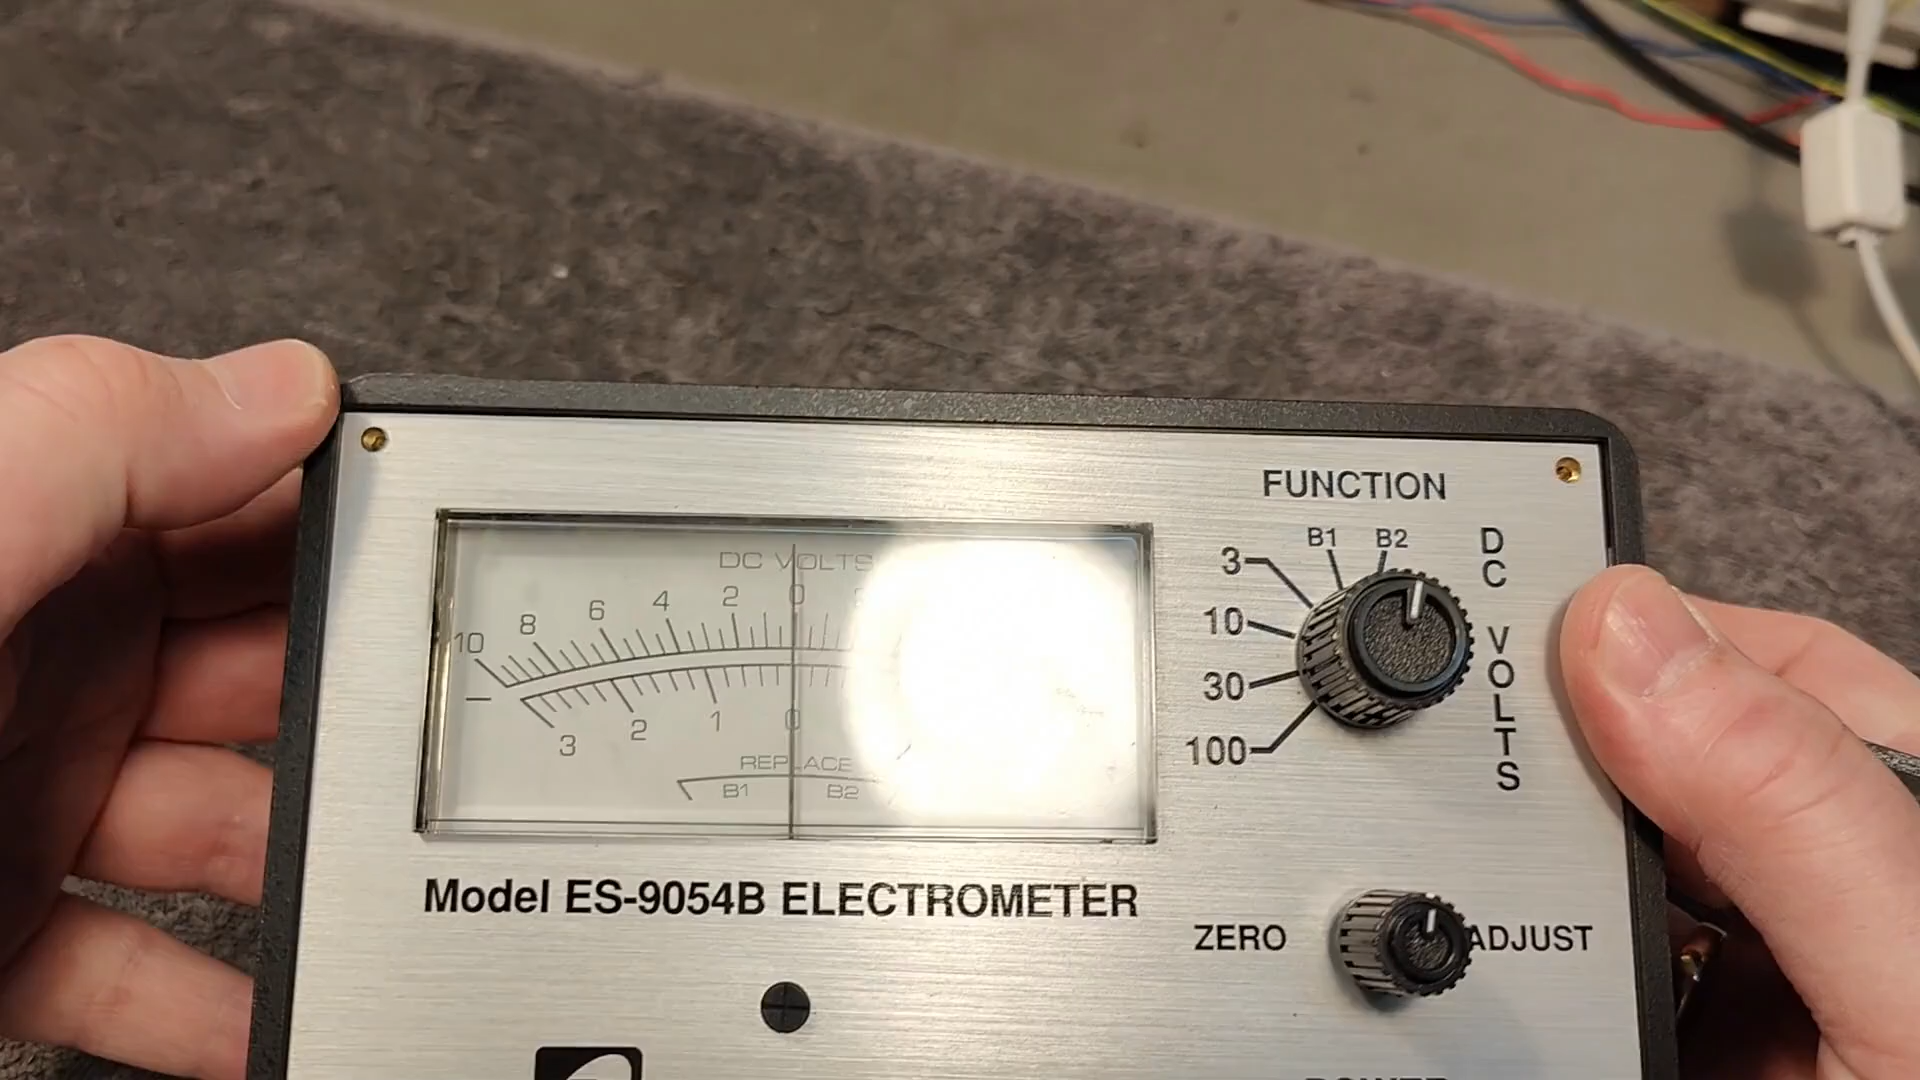 FUNCTION
B1 B2
3
10
30
100
DC VOLTS
DC VOLTS
10 8 6 4 2 0
–
3 2 1 0
REPLACE
B1 B2
Model ES-9054B ELECTROMETER
ZERO ADJUST